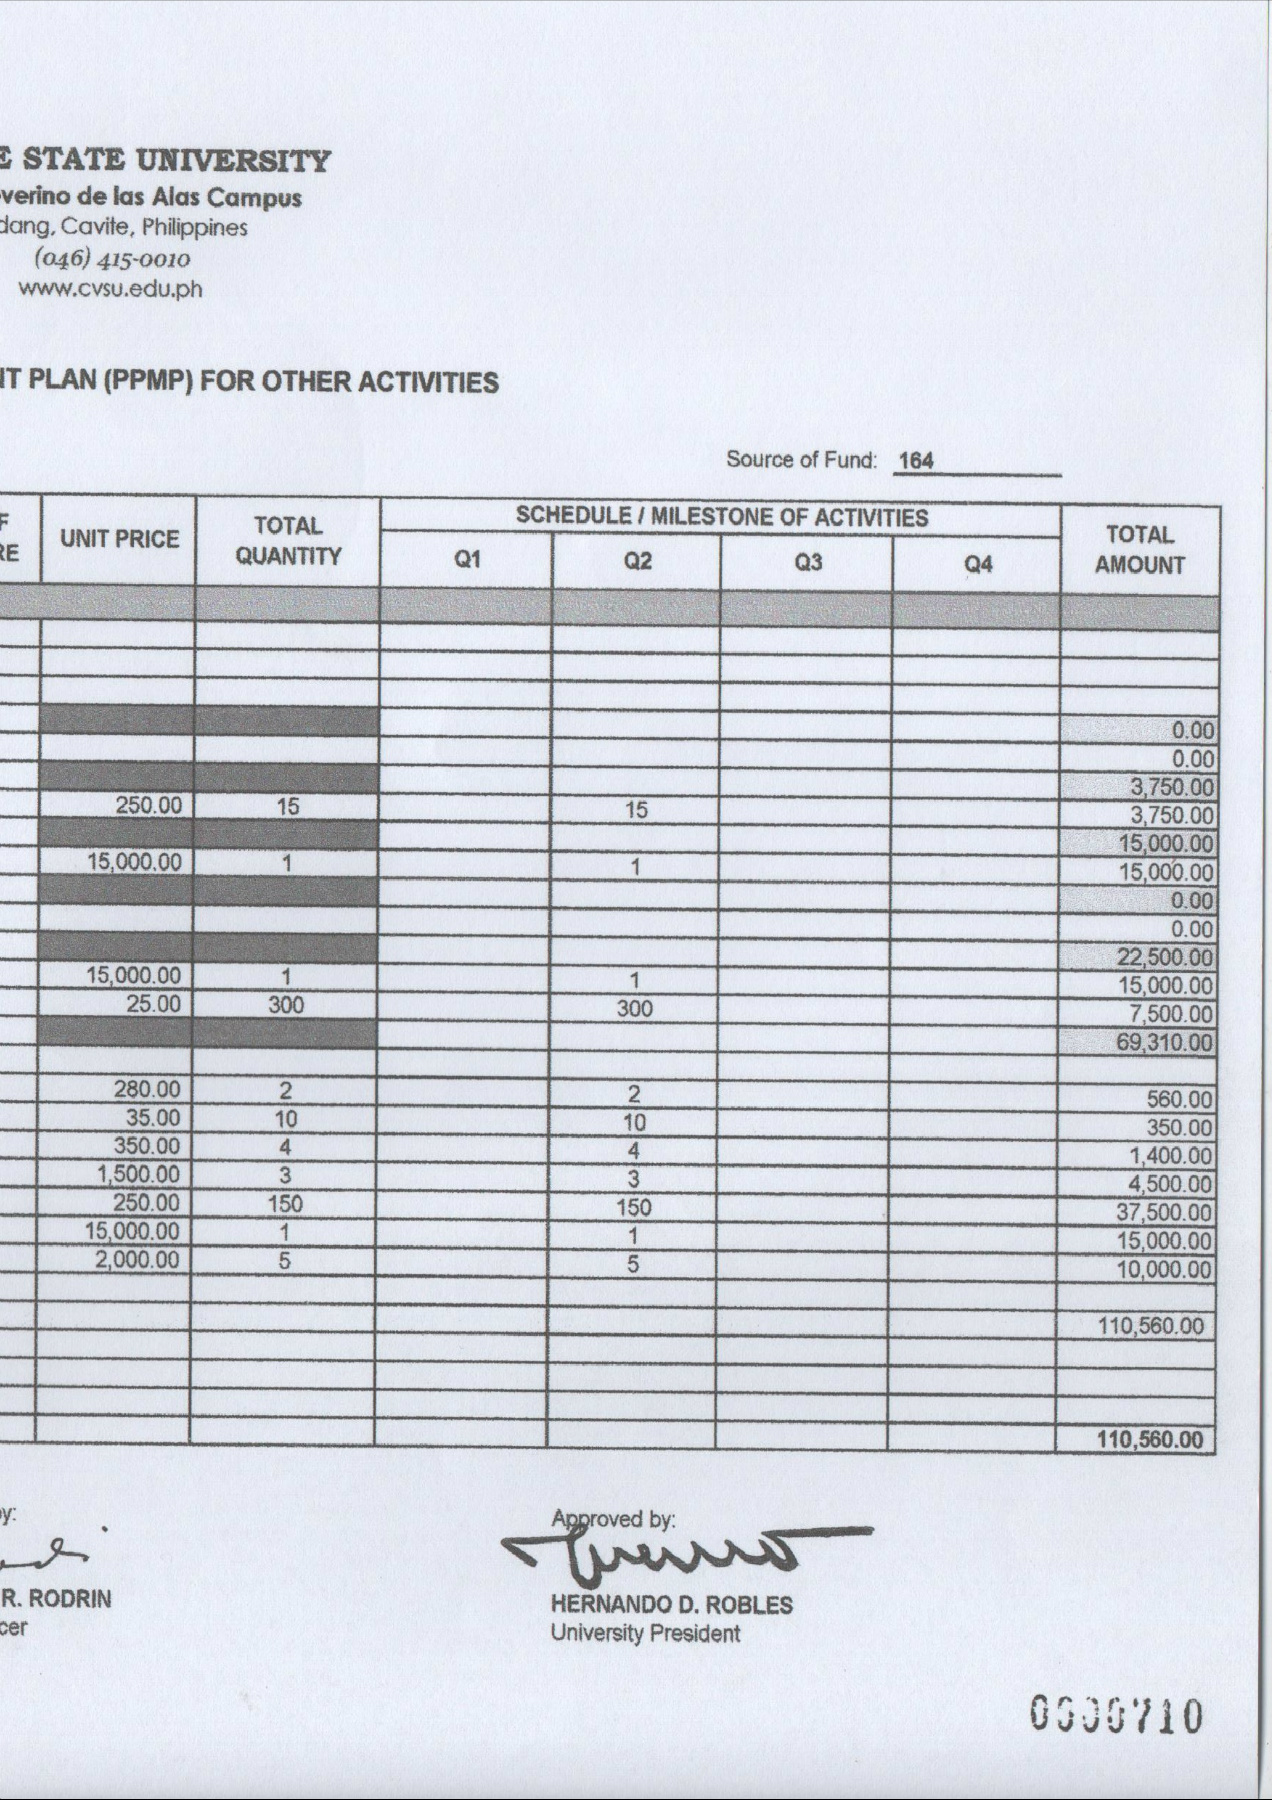 E STATE UNIVERSITY
verino de las Alas Campus
dang, Cavite, Philippines
(046) 415-0010
www.cvsu.edu.ph
IT PLAN (PPMP) FOR OTHER ACTIVITIES
Source of Fund: 164
F
RE
UNIT PRICE
TOTAL
QUANTITY
SCHEDULE / MILESTONE OF ACTIVITIES
Q1 Q2 Q3 Q4
TOTAL
AMOUNT
0.00
0.00
3,750.00
250.00 15 15 3,750.00
15,000.00
15,000.00 1 1 15,000.00
0.00
0.00
22,500.00
15,000.00 1 1 15,000.00
25.00 300 300 7,500.00
69,310.00
280.00 2 2 560.00
35.00 10 10 350.00
350.00 4 4 1,400.00
1,500.00 3 3 4,500.00
250.00 150 150 37,500.00
15,000.00 1 1 15,000.00
2,000.00 5 5 10,000.00
110,560.00
110,560.00
y:
Approved by:
R. RODRIN
HERNANDO D. ROBLES
cer
University President
0000710